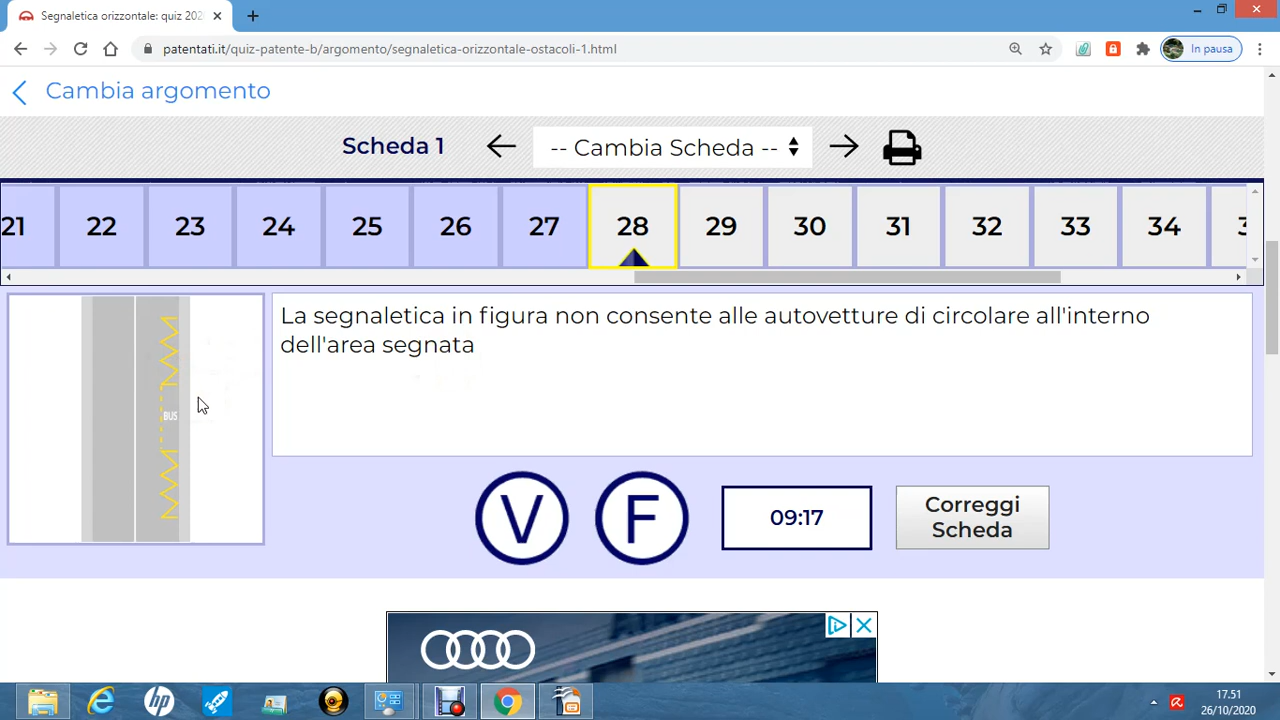 Segnaletica orizzontale: quiz 202
patentati.it/quiz-patente-b/argomento/segnaletica-orizzontale-ostacoli-1.html
In pausa
Cambia argomento
Scheda 1
-- Cambia Scheda --
21 22 23 24 25 26 27 28 29 30 31 32 33 34 3
La segnaletica in figura non consente alle autovetture di circolare all'interno
dell'area segnata
BUS
V F 09:17 Correggi
Scheda
17.51
26/10/2020